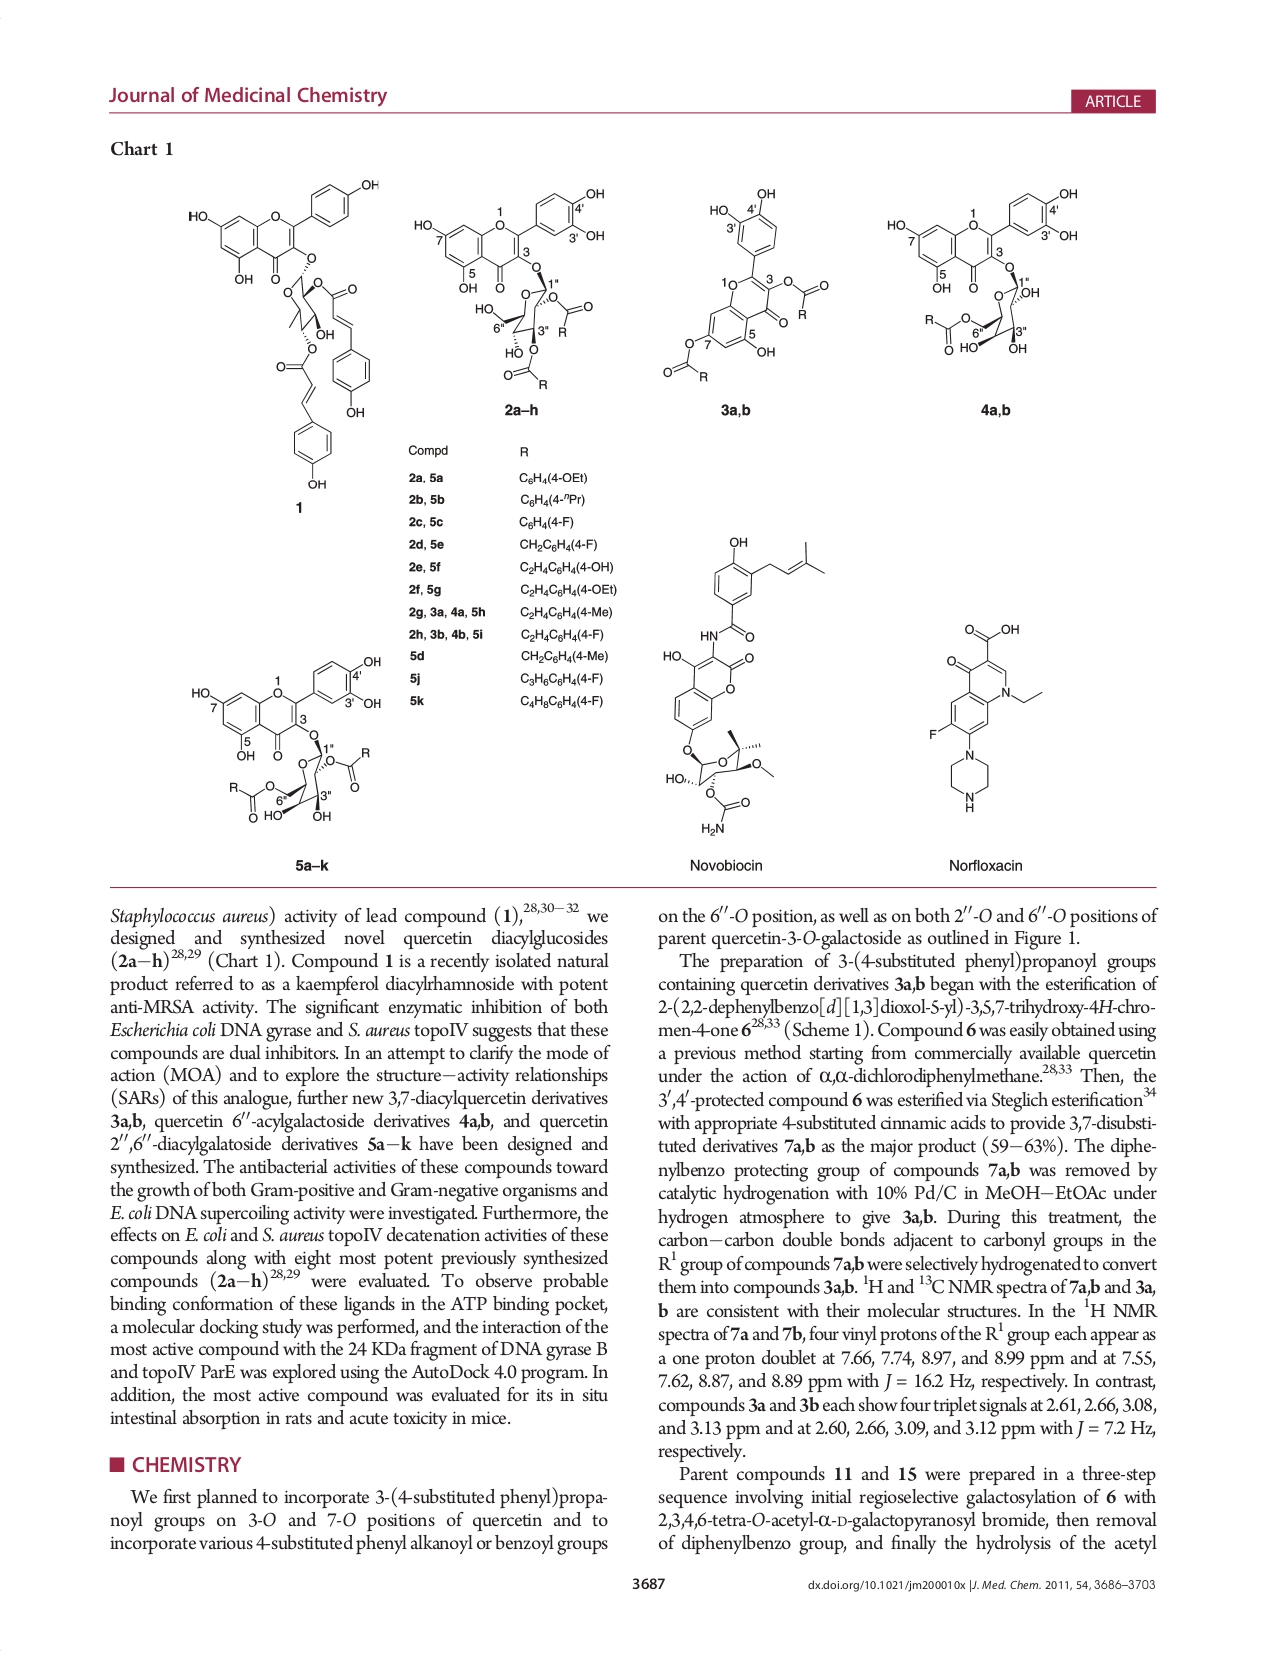 Journal of Medicinal Chemistry
ARTICLE
Chart 1
OH
HO
O
OH
O
O
O
O
O
OH
O
O
OH
OH
1
1
OH
4'
HO
7
O
3'
OH
3
5
OH
O
O
1"
HO
O
O
O
6"
R
3"
HO
O
O
R
2a–h
OH
HO
4'
3'
1
O
3
O
O
R
O
5
7
O
OH
O
R
3a,b
OH
1
4'
HO
7
O
3'
OH
3
5
OH
O
O
1"
OH
R
O
O
6"
3"
O
HO
OH
4a,b
Compd R
2a, 5a C₆H₄(4-OEt)
2b, 5b C₆H₄(4-ⁿPr)
2c, 5c C₆H₄(4-F)
2d, 5e CH₂C₆H₄(4-F)
2e, 5f C₂H₄C₆H₄(4-OH)
2f, 5g C₂H₄C₆H₄(4-OEt)
2g, 3a, 4a, 5h C₂H₄C₆H₄(4-Me)
2h, 3b, 4b, 5i C₂H₄C₆H₄(4-F)
5d CH₂C₆H₄(4-Me)
5j C₃H₆C₆H₄(4-F)
5k C₄H₈C₆H₄(4-F)
OH
1
4'
HO
7
O
3'
OH
3
5
OH
O
O
1"
O
R
R
O
O
O
6"
3"
O
HO
OH
5a–k
OH
HN
O
HO
O
O
O
O
O
HO
O
O
H₂N
Novobiocin
O
OH
O
N
F
N
N
H
Norfloxacin
Staphylococcus aureus) activity of lead compound (1),²⁸,³⁰⁻³² we
designed and synthesized novel quercetin diacylglucosides
(2a−h)²⁸,²⁹ (Chart 1). Compound 1 is a recently isolated natural
product referred to as a kaempferol diacylrhamnoside with potent
anti-MRSA activity. The significant enzymatic inhibition of both
Escherichia coli DNA gyrase and S. aureus topoIV suggests that these
compounds are dual inhibitors. In an attempt to clarify the mode of
action (MOA) and to explore the structure−activity relationships
(SARs) of this analogue, further new 3,7-diacylquercetin derivatives
3a,b, quercetin 6′′-acylgalactoside derivatives 4a,b, and quercetin
2′′,6′′-diacylgalatoside derivatives 5a−k have been designed and
synthesized. The antibacterial activities of these compounds toward
the growth of both Gram-positive and Gram-negative organisms and
E. coli DNA supercoiling activity were investigated. Furthermore, the
effects on E. coli and S. aureus topoIV decatenation activities of these
compounds along with eight most potent previously synthesized
compounds (2a−h)²⁸,²⁹ were evaluated. To observe probable
binding conformation of these ligands in the ATP binding pocket,
a molecular docking study was performed, and the interaction of the
most active compound with the 24 KDa fragment of DNA gyrase B
and topoIV ParE was explored using the AutoDock 4.0 program. In
addition, the most active compound was evaluated for its in situ
intestinal absorption in rats and acute toxicity in mice.
■ CHEMISTRY
We first planned to incorporate 3-(4-substituted phenyl)propa-
noyl groups on 3-O and 7-O positions of quercetin and to
incorporate various 4-substituted phenyl alkanoyl or benzoyl groups
on the 6′′-O position, as well as on both 2′′-O and 6′′-O positions of
parent quercetin-3-O-galactoside as outlined in Figure 1.
The preparation of 3-(4-substituted phenyl)propanoyl groups
containing quercetin derivatives 3a,b began with the esterification of
2-(2,2-dephenylbenzo[d][1,3]dioxol-5-yl)-3,5,7-trihydroxy-4H-chro-
men-4-one 6²⁸,³³ (Scheme 1). Compound 6 was easily obtained using
a previous method starting from commercially available quercetin
under the action of α,α-dichlorodiphenylmethane.²⁸,³³ Then, the
3′,4′-protected compound 6 was esterified via Steglich esterification³⁴
with appropriate 4-substituted cinnamic acids to provide 3,7-disubsti-
tuted derivatives 7a,b as the major product (59−63%). The diphe-
nylbenzo protecting group of compounds 7a,b was removed by
catalytic hydrogenation with 10% Pd/C in MeOH−EtOAc under
hydrogen atmosphere to give 3a,b. During this treatment, the
carbon−carbon double bonds adjacent to carbonyl groups in the
R¹ group of compounds 7a,b were selectively hydrogenated to convert
them into compounds 3a,b. ¹H and ¹³C NMR spectra of 7a,b and 3a,
b are consistent with their molecular structures. In the ¹H NMR
spectra of 7a and 7b, four vinyl protons of the R¹ group each appear as
a one proton doublet at 7.66, 7.74, 8.97, and 8.99 ppm and at 7.55,
7.62, 8.87, and 8.89 ppm with J = 16.2 Hz, respectively. In contrast,
compounds 3a and 3b each show four triplet signals at 2.61, 2.66, 3.08,
and 3.13 ppm and at 2.60, 2.66, 3.09, and 3.12 ppm with J = 7.2 Hz,
respectively.
Parent compounds 11 and 15 were prepared in a three-step
sequence involving initial regioselective galactosylation of 6 with
2,3,4,6-tetra-O-acetyl-α-D-galactopyranosyl bromide, then removal
of diphenylbenzo group, and finally the hydrolysis of the acetyl
3687
dx.doi.org/10.1021/jm200010x |J. Med. Chem. 2011, 54, 3686–3703